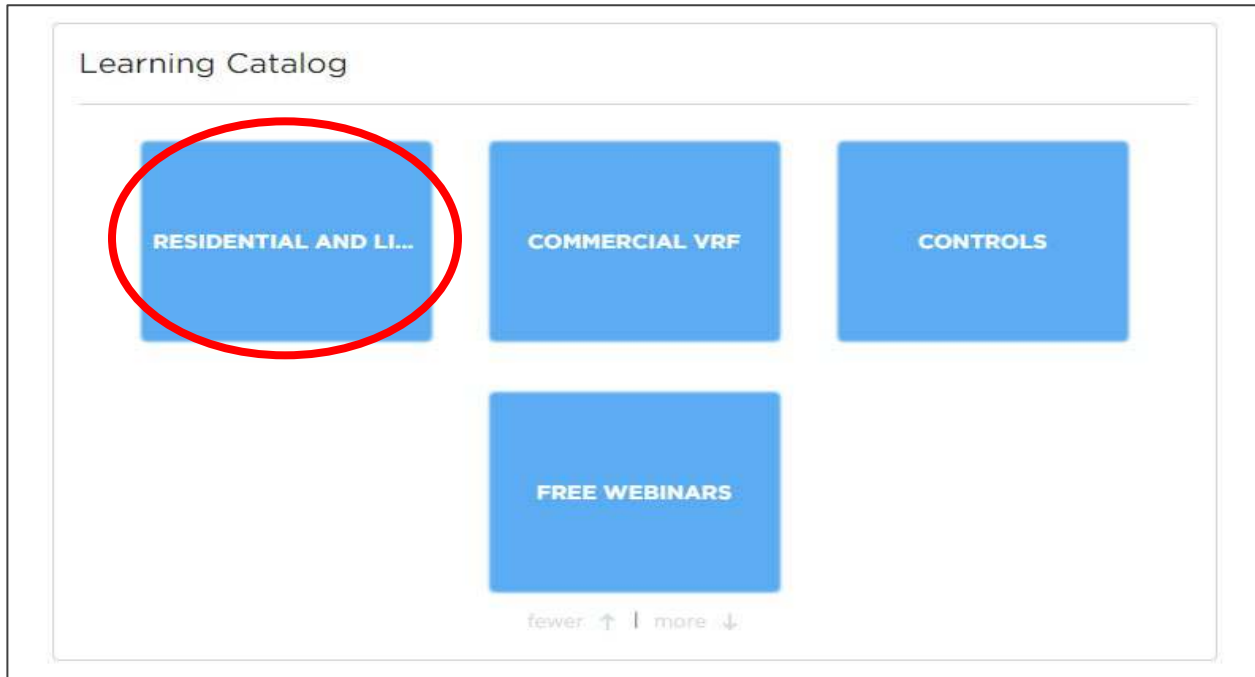 Learning Catalog
RESIDENTIAL AND LI...
COMMERCIAL VRF
CONTROLS
FREE WEBINARS
fewer ↑ | more ↓